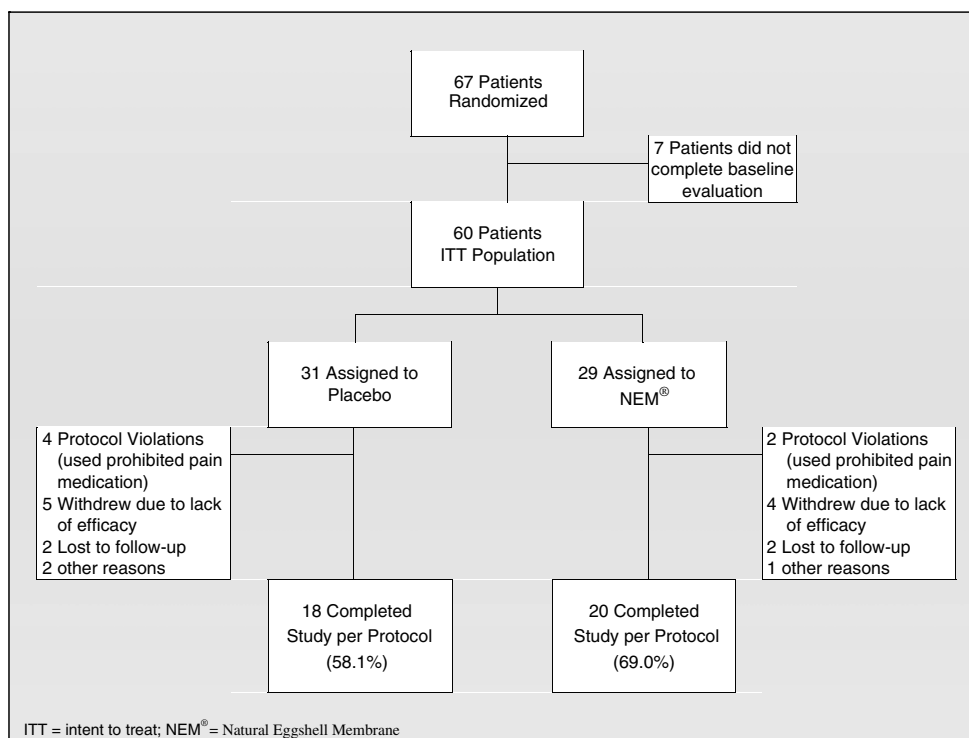 67 Patients
Randomized
7 Patients did not
complete baseline
evaluation
60 Patients
ITT Population
31 Assigned to
Placebo
29 Assigned to
NEM®
4 Protocol Violations
(used prohibited pain
medication)
5 Withdrew due to lack
of efficacy
2 Lost to follow-up
2 other reasons
2 Protocol Violations
(used prohibited pain
medication)
4 Withdrew due to lack
of efficacy
2 Lost to follow-up
1 other reasons
18 Completed
Study per Protocol
(58.1%)
20 Completed
Study per Protocol
(69.0%)
ITT = intent to treat; NEM®= Natural Eggshell Membrane